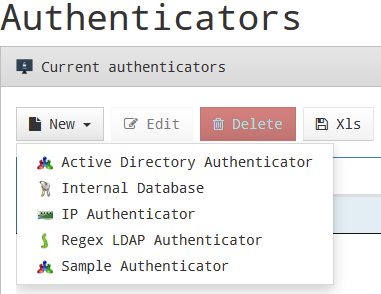 Authenticators
Current authenticators
New Edit Delete Xls
Active Directory Authenticator
Internal Database
IP Authenticator
Regex LDAP Authenticator
Sample Authenticator